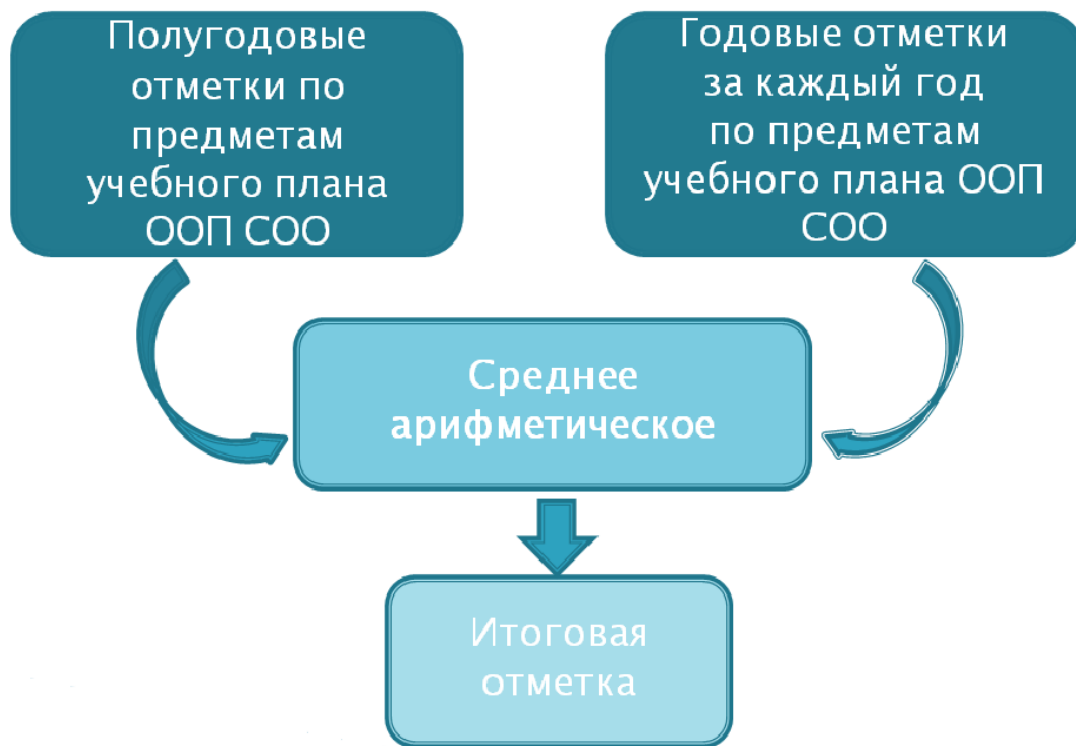 Полугодовые
отметки по
предметам
учебного плана
ООП СОО
Годовые отметки
за каждый год
по предметам
учебного плана ООП
СОО
Среднее
арифметическое
Итоговая
отметка